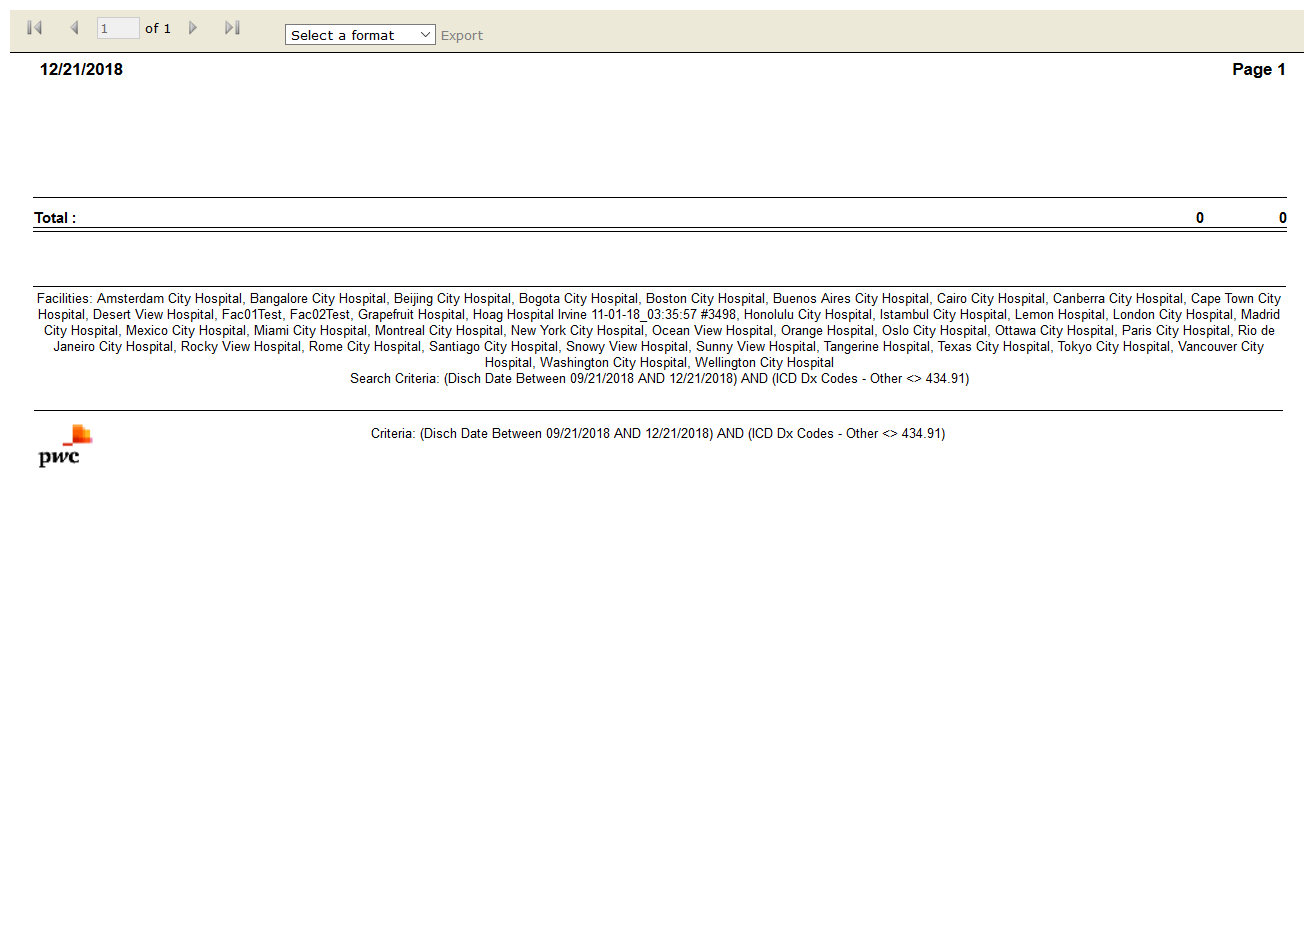 1 of 1 Select a format Export
12/21/2018 Page 1
Total : 0 0
Facilities: Amsterdam City Hospital, Bangalore City Hospital, Beijing City Hospital, Bogota City Hospital, Boston City Hospital, Buenos Aires City Hospital, Cairo City Hospital, Canberra City Hospital, Cape Town City
Hospital, Desert View Hospital, Fac01Test, Fac02Test, Grapefruit Hospital, Hoag Hospital Irvine 11-01-18_03:35:57 #3498, Honolulu City Hospital, Istambul City Hospital, Lemon Hospital, London City Hospital, Madrid
City Hospital, Mexico City Hospital, Miami City Hospital, Montreal City Hospital, New York City Hospital, Ocean View Hospital, Orange Hospital, Oslo City Hospital, Ottawa City Hospital, Paris City Hospital, Rio de
Janeiro City Hospital, Rocky View Hospital, Rome City Hospital, Santiago City Hospital, Snowy View Hospital, Sunny View Hospital, Tangerine Hospital, Texas City Hospital, Tokyo City Hospital, Vancouver City
Hospital, Washington City Hospital, Wellington City Hospital
Search Criteria: (Disch Date Between 09/21/2018 AND 12/21/2018) AND (ICD Dx Codes - Other <> 434.91)
Criteria: (Disch Date Between 09/21/2018 AND 12/21/2018) AND (ICD Dx Codes - Other <> 434.91)
pwc